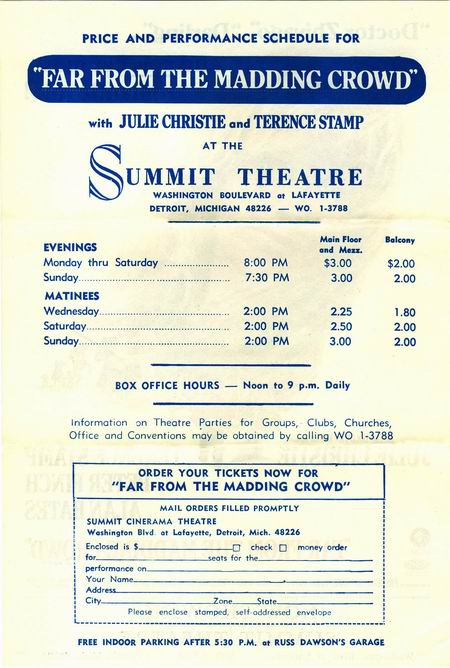 PRICE AND PERFORMANCE SCHEDULE FOR
"FAR FROM THE MADDING CROWD"
with JULIE CHRISTIE and TERENCE STAMP
AT THE
SUMMIT THEATRE
WASHINGTON BOULEVARD at LAFAYETTE
DETROIT, MICHIGAN 48226 — WO. 1-3788
Main Floor and Mezz. Balcony
EVENINGS
Monday thru Saturday .................... 8:00 PM $3.00 $2.00
Sunday.................................... 7:30 PM 3.00 2.00
MATINEES
Wednesday................................ 2:00 PM 2.25 1.80
Saturday.................................. 2:00 PM 2.50 2.00
Sunday.................................... 2:00 PM 3.00 2.00
BOX OFFICE HOURS — Noon to 9 p.m. Daily
Information on Theatre Parties for Groups, Clubs, Churches,
Office and Conventions may be obtained by calling WO 1-3788
ORDER YOUR TICKETS NOW FOR
"FAR FROM THE MADDING CROWD"
MAIL ORDERS FILLED PROMPTLY
SUMMIT CINERAMA THEATRE
Washington Blvd. at Lafayette, Detroit, Mich. 48226
Enclosed is $ check money order
for seats for the
performance on
Your Name
Address
City Zone State
Please enclose stamped, self-addressed envelope
FREE INDOOR PARKING AFTER 5:30 P.M. at RUSS DAWSON'S GARAGE